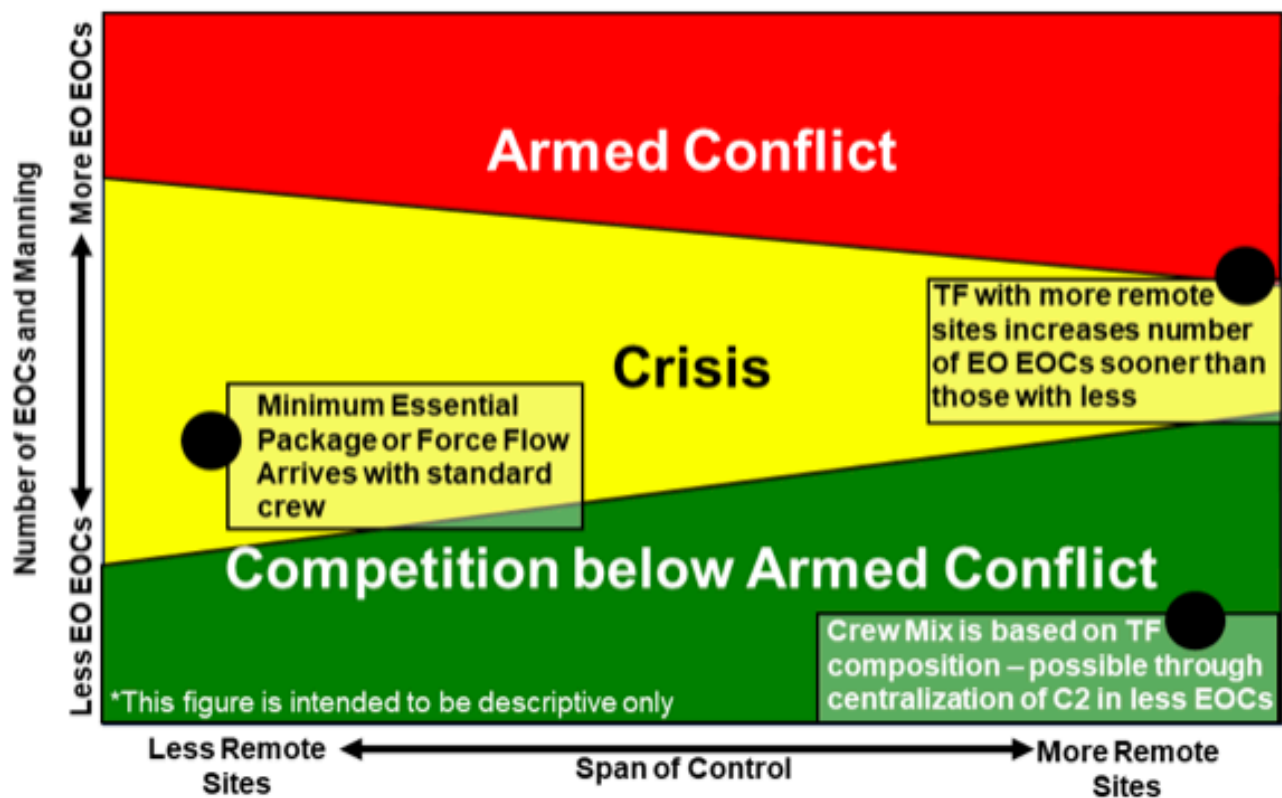 Number of EOCs and Manning
More EO EOCs
Less EO EOCs
Armed Conflict
TF with more remote
sites increases number
of EO EOCs sooner than
those with less
Crisis
Minimum Essential
Package or Force Flow
Arrives with standard
crew
Competition below Armed Conflict
Crew Mix is based on TF
composition – possible through
centralization of C2 in less EOCs
*This figure is intended to be descriptive only
Less Remote
Sites
Span of Control
More Remote
Sites